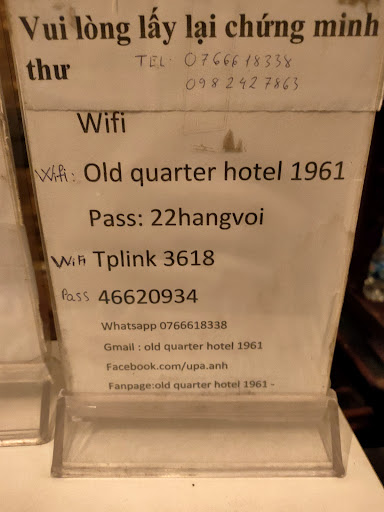 Vui lòng lấy lại chứng minh
thư
TEL: 0766618338
0982427863
Wifi
Wifi: Old quarter hotel 1961
Pass: 22hangvoi
Wifi Tplink 3618
Pass 46620934
Whatsapp 0766618338
Gmail : old quarter hotel 1961
Facebook.com/upa.anh
Fanpage:old quarter hotel 1961 -